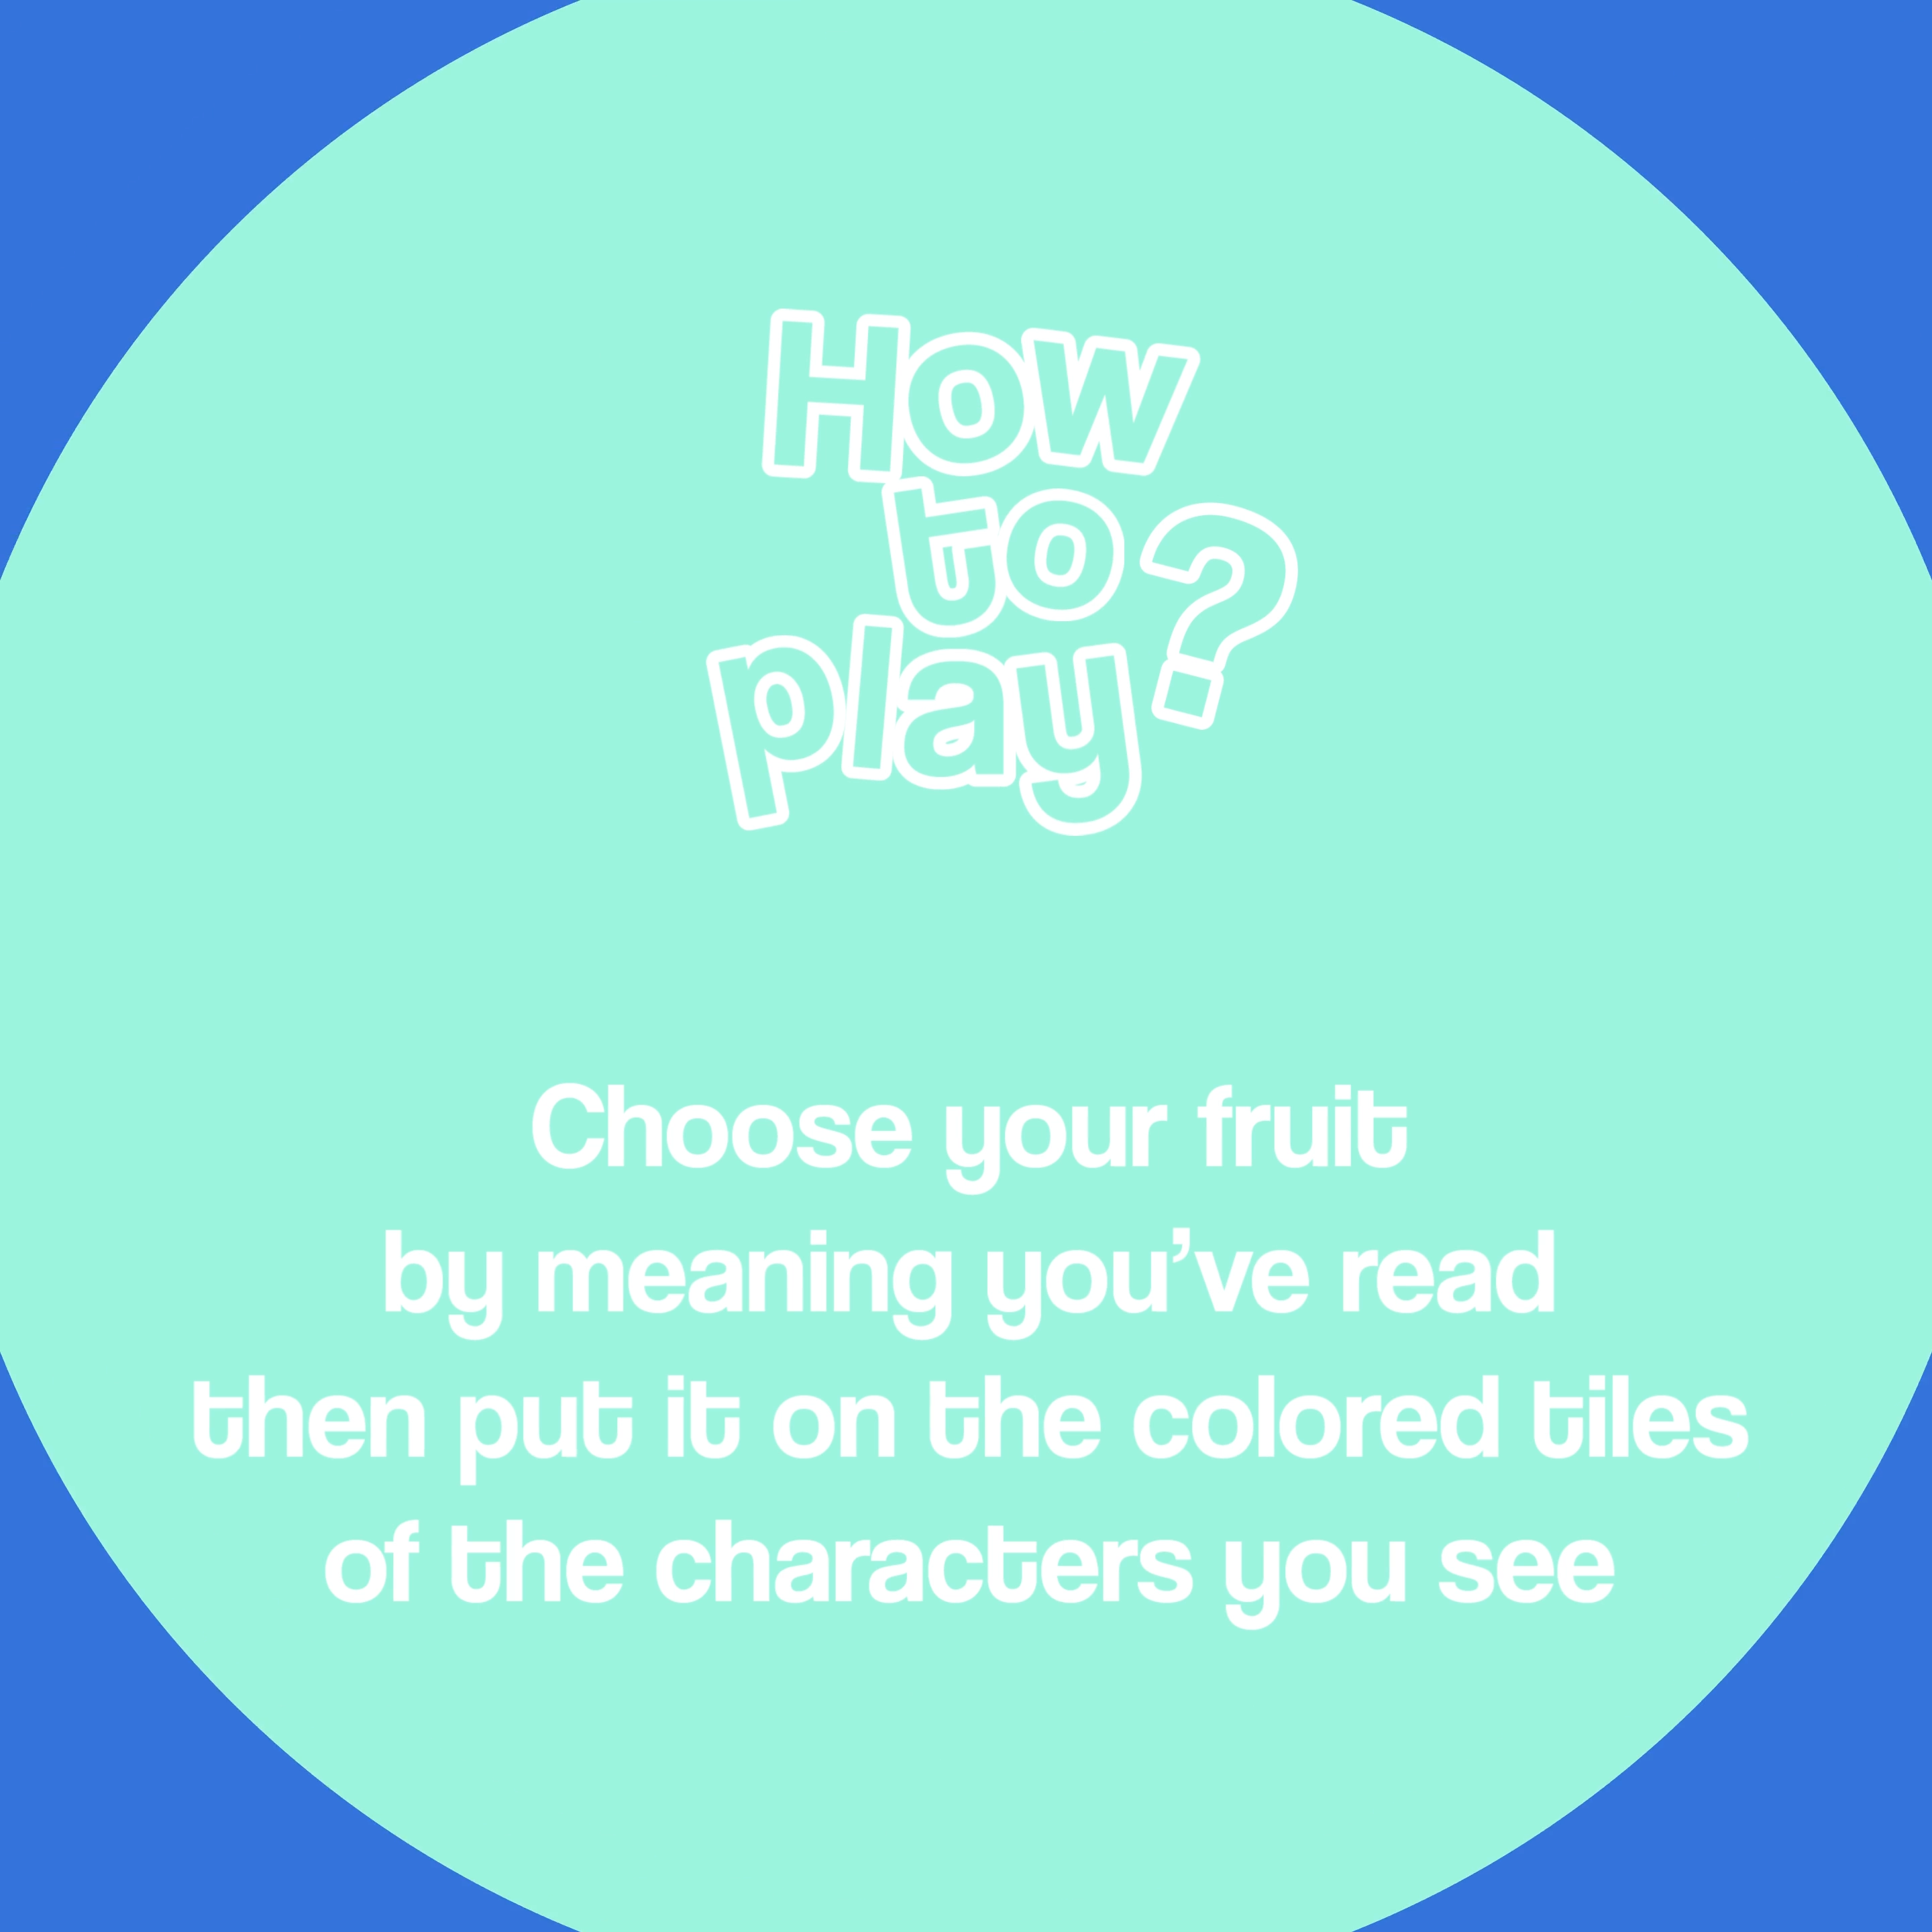 How
to?
play
Choose your fruit
by meaning you’ve read
then put it on the colored tiles
of the characters you see